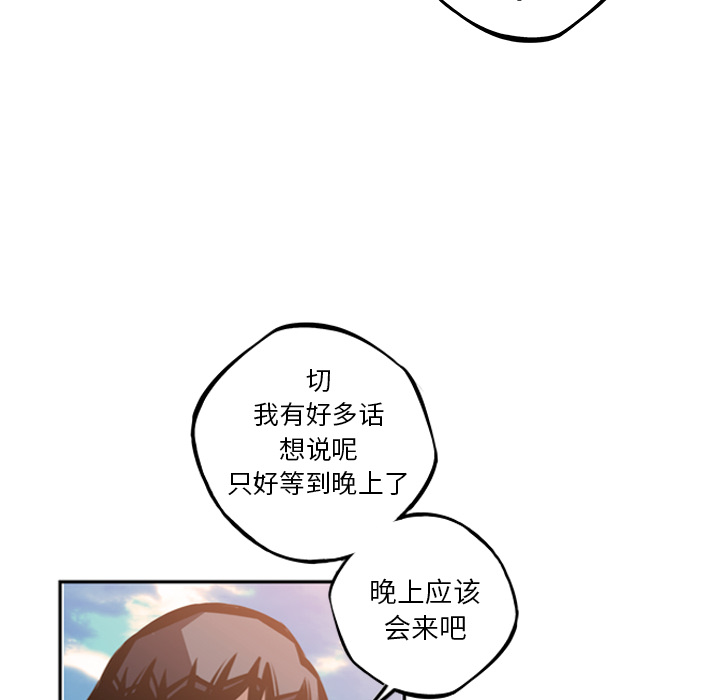 切
我有好多话
想说呢
只好等到晚上了
晚上应该
会来吧